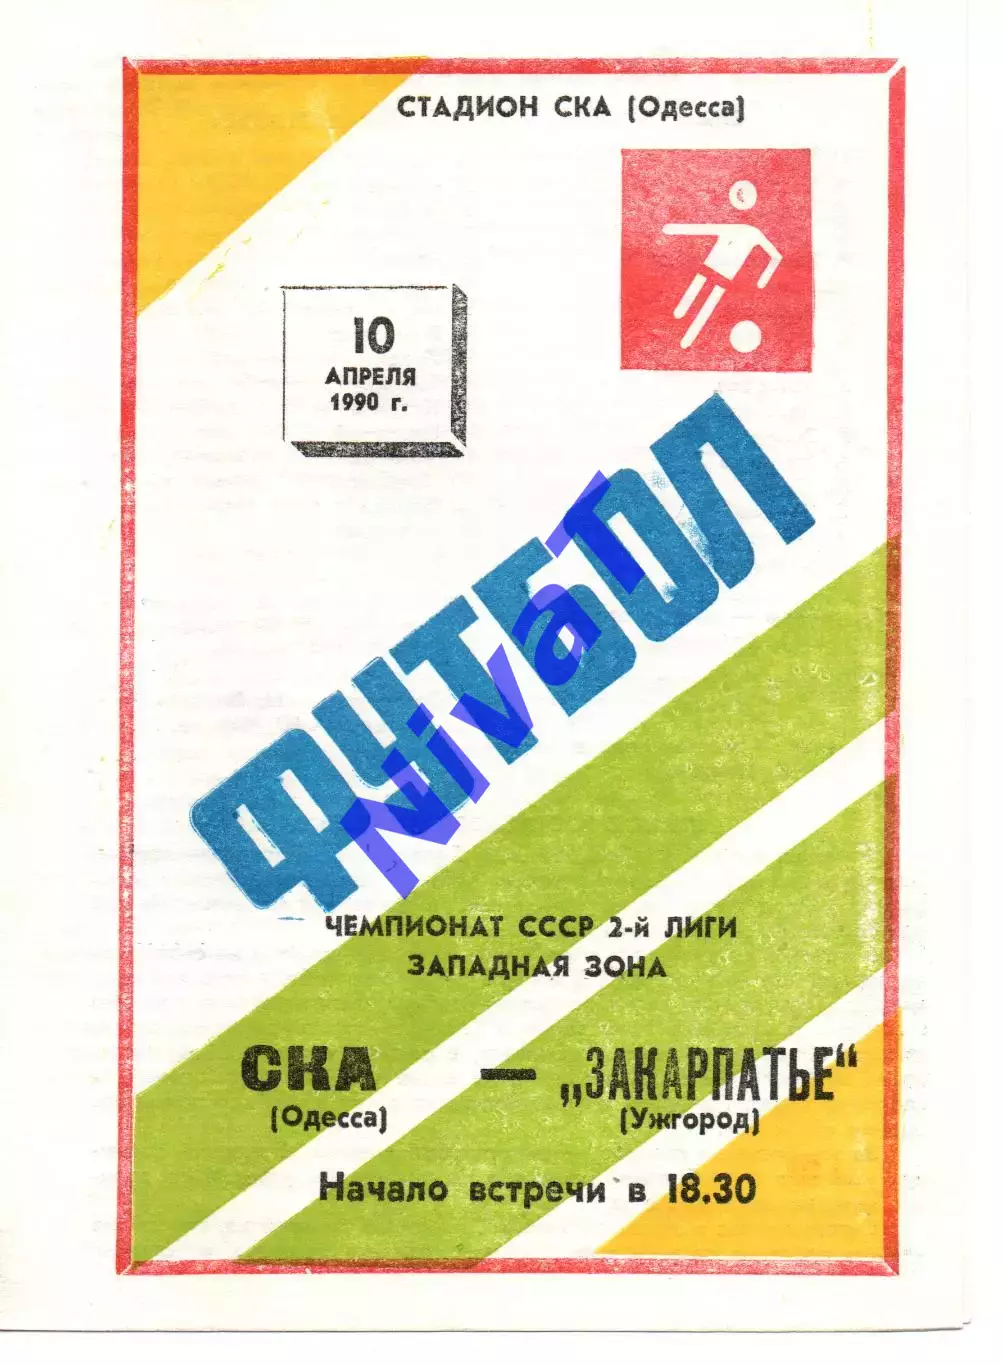 СТАДИОН СКА (Одесса)
10
АПРЕЛЯ
1990 г.
ФУТБОЛ
NivaT
ЧЕМПИОНАТ СССР 2-й ЛИГИ
ЗАПАДНАЯ ЗОНА
СКА — „ЗАКАРПАТЬЕ“
(Одесса) (Ужгород)
Начало встречи в 18.30